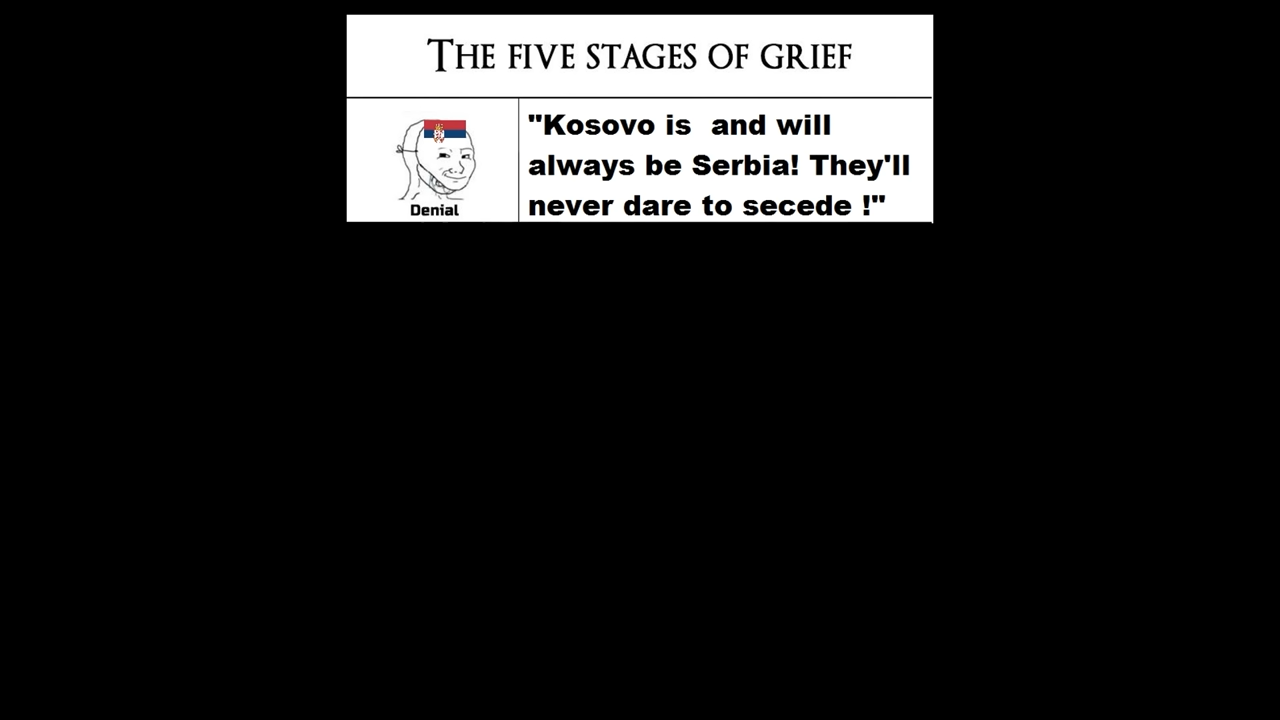 THE FIVE STAGES OF GRIEF
"Kosovo is  and will
always be Serbia! They'll
never dare to secede !"
Denial